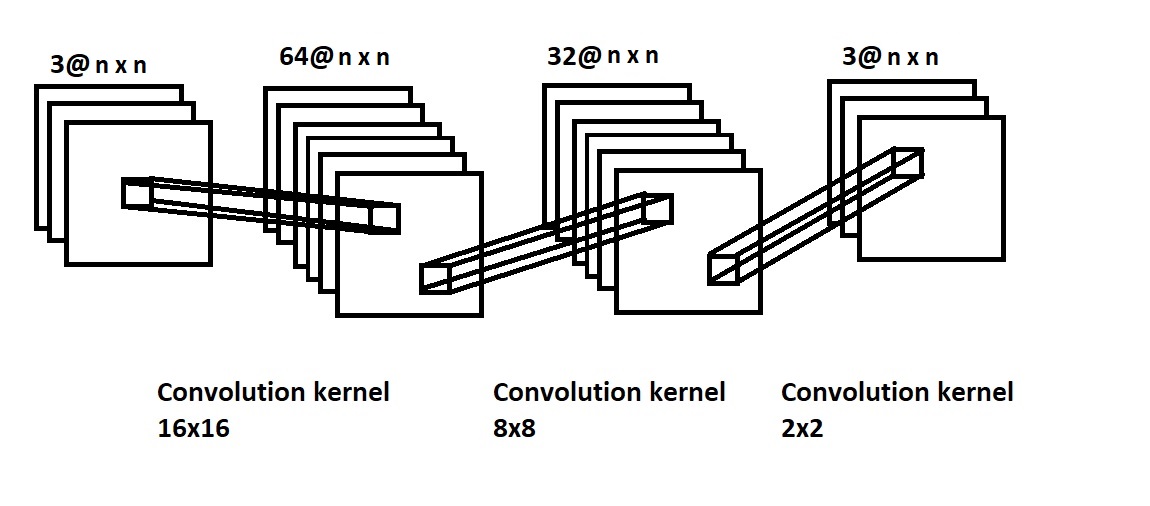 3@ n x n
64@ n x n
32@ n x n
3@ n x n
Convolution kernel
16x16
Convolution kernel
8x8
Convolution kernel
2x2